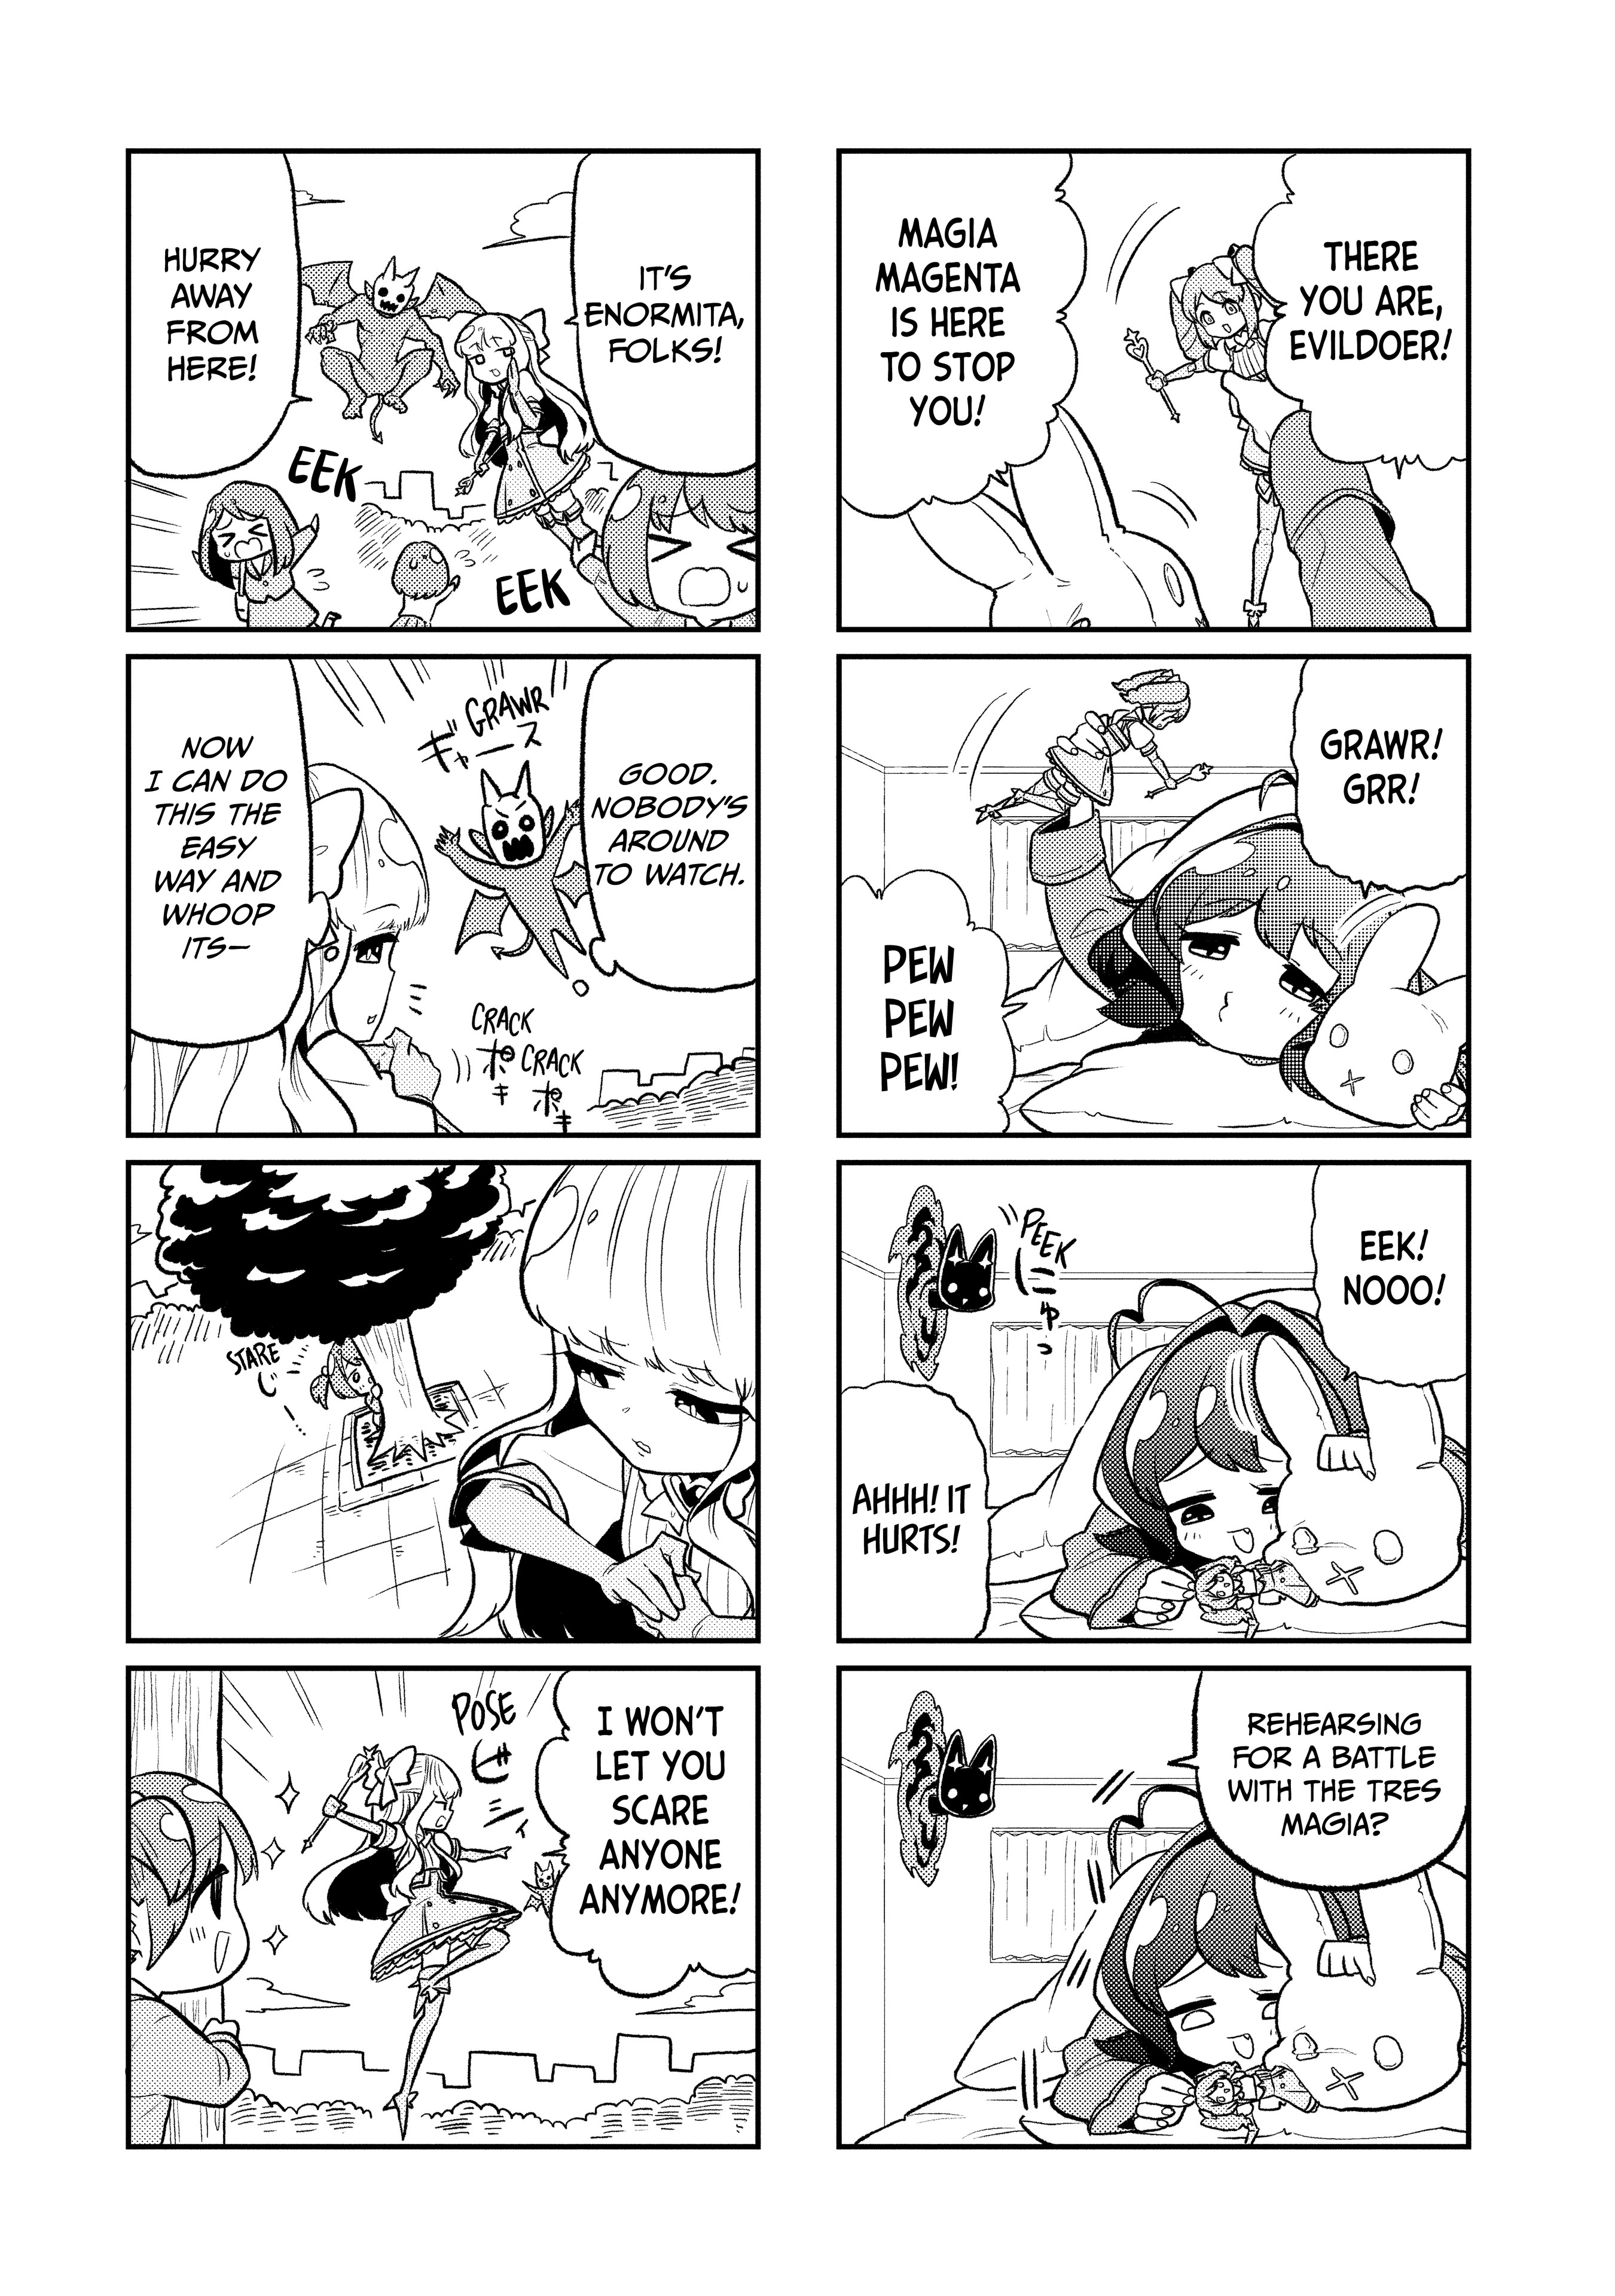 THERE
YOU ARE,
EVILDOER!
MAGIA
MAGENTA
IS HERE
TO STOP
YOU!
GRAWR!
GRR!
PEW
PEW
PEW!
EEK!
NOOO!
PEEK
にゅっ
AHHH! IT
HURTS!
REHEARSING
FOR A BATTLE
WITH THE TRES
MAGIA?
IT'S
ENORMITA,
FOLKS!
HURRY
AWAY
FROM
HERE!
EEK
EEK
GOOD.
NOBODY'S
AROUND
TO WATCH.
GRAWR
ギャース
NOW
I CAN DO
THIS THE
EASY
WAY AND
WHOOP
ITS—
CRACK
ポキ
CRACK
ポキ
STARE
じ…
I WON'T
LET YOU
SCARE
ANYONE
ANYMORE!
POSE
ビシィ